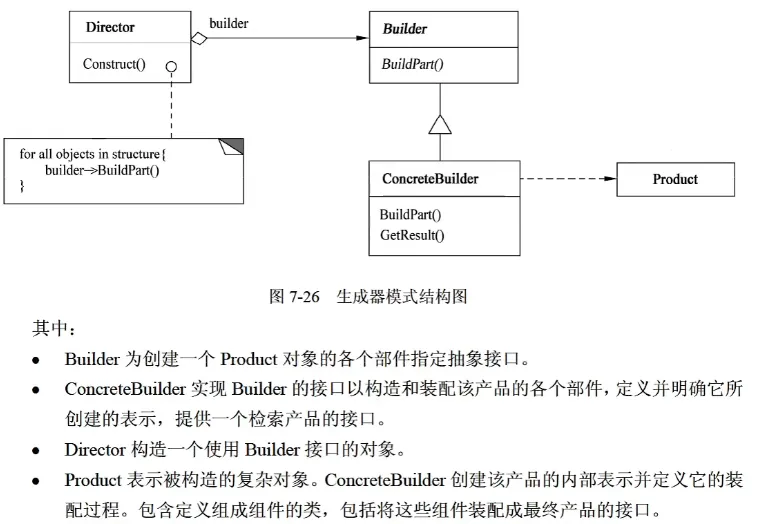 Director
builder
Builder
Construct()
BuildPart()
for all objects in structure{
builder->BuildPart()
}
ConcreteBuilder
Product
BuildPart()
GetResult()
图 7-26 生成器模式结构图
其中：
● Builder 为创建一个 Product 对象的各个部件指定抽象接口。
● ConcreteBuilder 实现 Builder 的接口以构造和装配该产品的各个部件，定义并明确它所
创建的表示，提供一个检索产品的接口。
● Director 构造一个使用 Builder 接口的对象。
● Product 表示被构造的复杂对象。ConcreteBuilder 创建该产品的内部表示并定义它的装
配过程。包含定义组成组件的类，包括将这些组件装配成最终产品的接口。